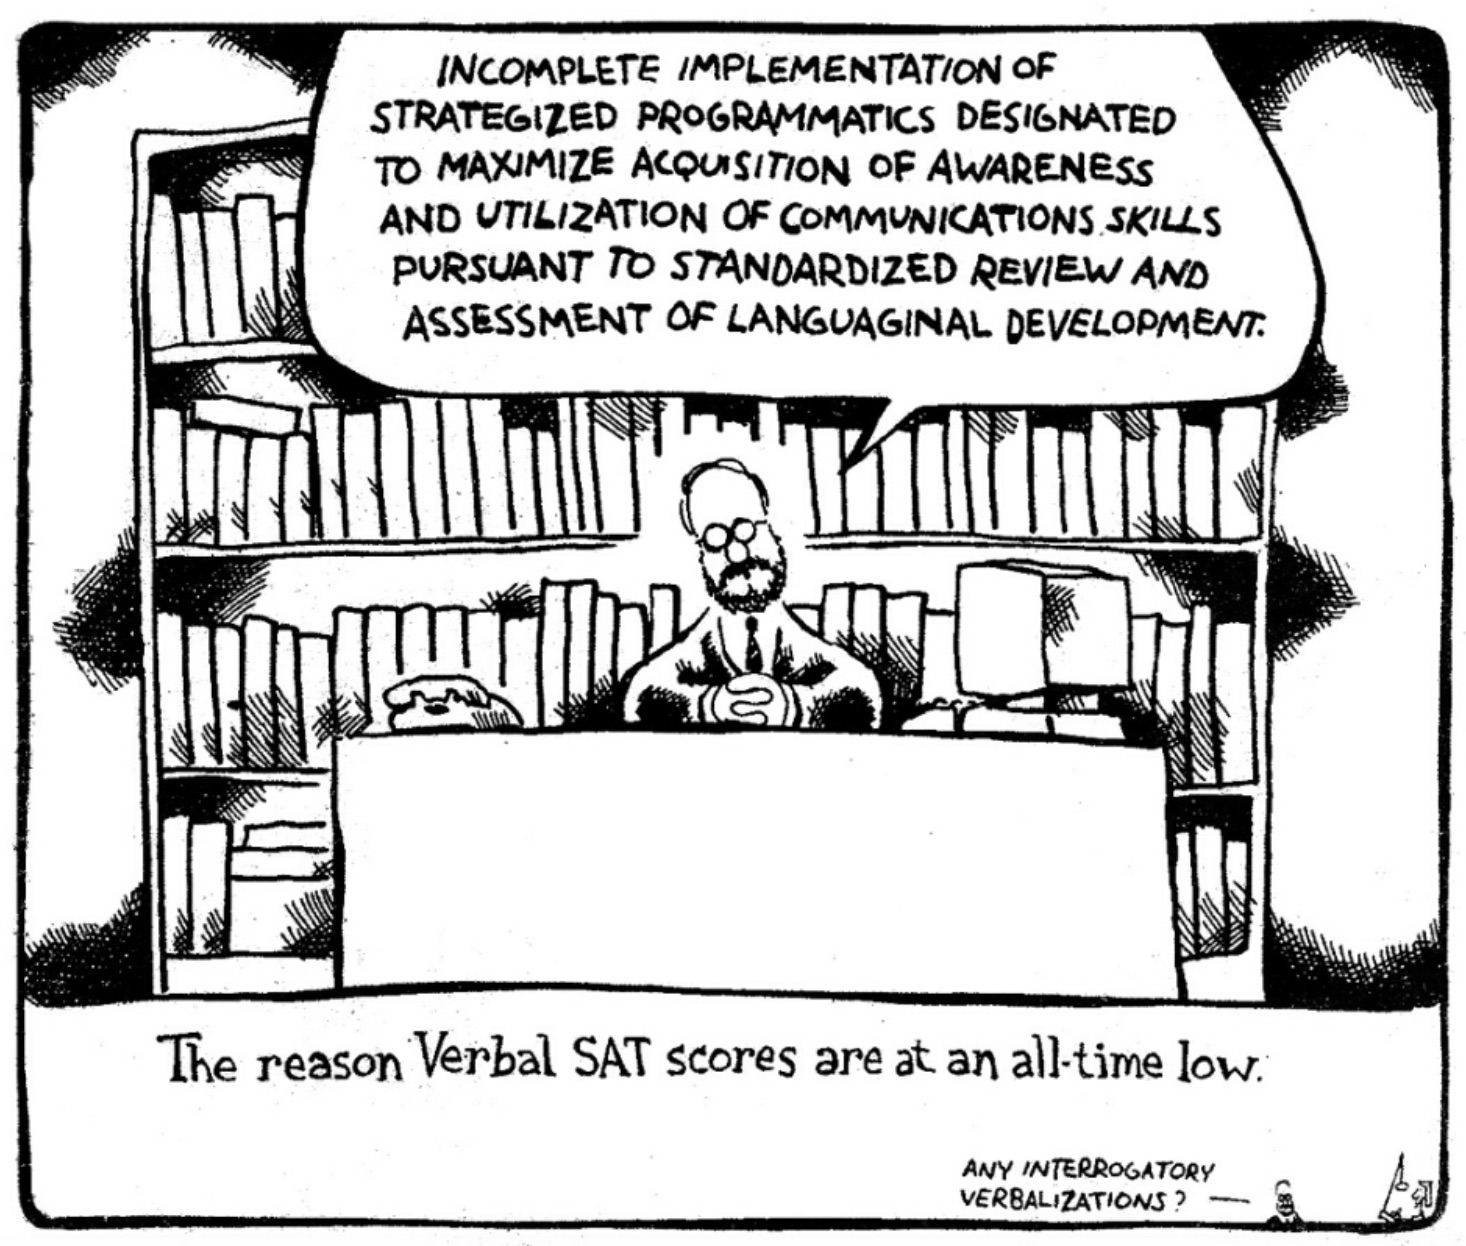 INCOMPLETE IMPLEMENTATION OF
STRATEGIZED PROGRAMMATICS DESIGNATED
TO MAXIMIZE ACQUISITION OF AWARENESS
AND UTILIZATION OF COMMUNICATIONS SKILLS
PURSUANT TO STANDARDIZED REVIEW AND
ASSESSMENT OF LANGUAGINAL DEVELOPMENT.
The reason Verbal SAT scores are at an all-time low.
ANY INTERROGATORY
VERBALIZATIONS?